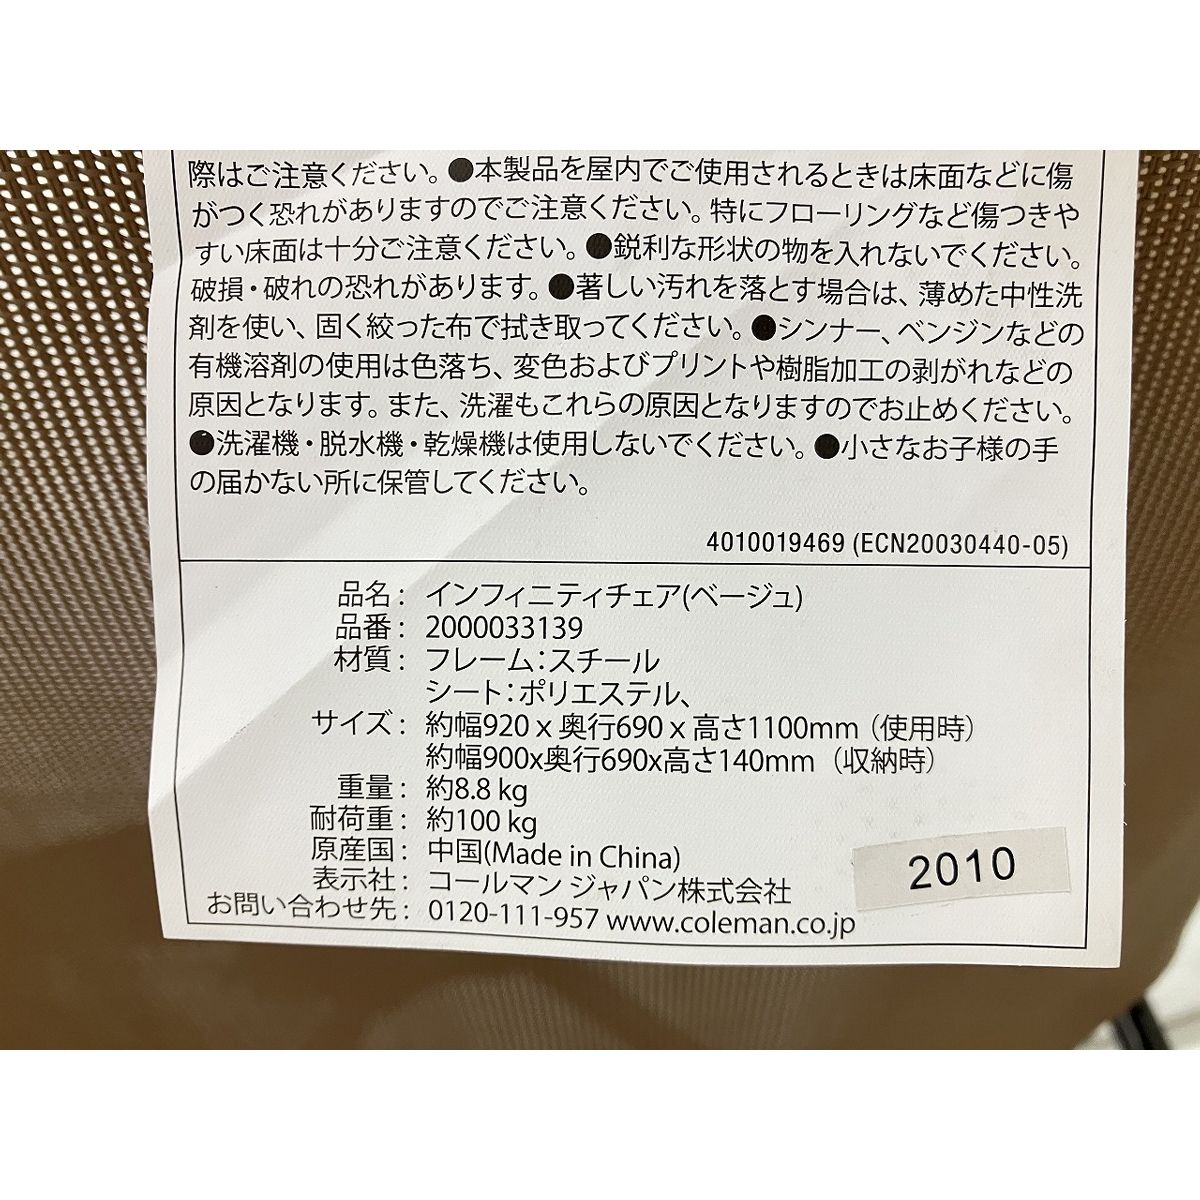 際はご注意ください。●本製品を屋内でご使用されるときは床面などに傷
がつく恐れがありますのでご注意ください。特にフローリングなど傷つきや
すい床面は十分ご注意ください。●鋭利な形状の物を入れないでください。
破損・破れの恐れがあります。●著しい汚れを落とす場合は、薄めた中性洗
剤を使い、固く絞った布で拭き取ってください。●シンナー、ベンジンなどの
有機溶剤の使用は色落ち、変色およびプリントや樹脂加工の剥がれなどの
原因となります。また、洗濯もこれらの原因となりますのでお止めください。
●洗濯機・脱水機・乾燥機は使用しないでください。●小さなお子様の手
の届かない所に保管してください。
4010019469 (ECN20030440-05)
品名： インフィニティチェア(ベージュ)
品番： 2000033139
材質： フレーム：スチール
シート：ポリエステル、
サイズ： 約幅920 x 奥行690 x 高さ1100mm（使用時）
約幅900x奥行690x高さ140mm（収納時）
重量： 約8.8 kg
耐荷重： 約100 kg
原産国： 中国(Made in China)
表示社： コールマン ジャパン株式会社
お問い合わせ先： 0120-111-957 www.coleman.co.jp
2010